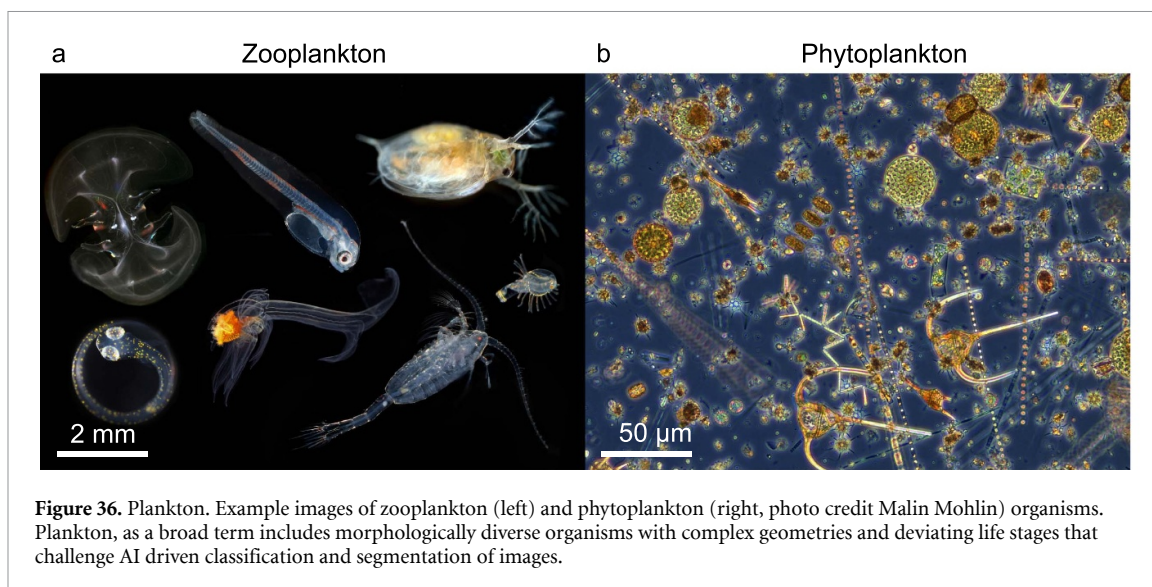 a Zooplankton b Phytoplankton
2 mm 50 µm
Figure 36. Plankton. Example images of zooplankton (left) and phytoplankton (right, photo credit Malin Mohlin) organisms.
Plankton, as a broad term includes morphologically diverse organisms with complex geometries and deviating life stages that
challenge AI driven classification and segmentation of images.